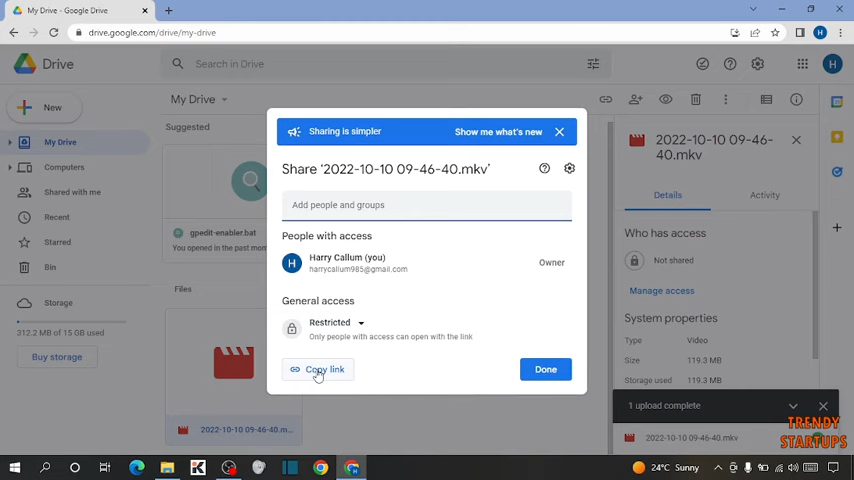 My Drive - Google Drive
drive.google.com/drive/my-drive
H
Drive
Search in Drive
H
New
My Drive
Computers
Shared with me
Recent
Starred
Bin
Storage
312.2 MB of 15 GB used
Buy storage
My Drive
Suggested
gpedit-enabler.bat
You opened in the past mon
Files
2022-10-10 09-46-40.m...
Sharing is simpler
Show me what's new
Share ‘2022-10-10 09-46-40.mkv’
Add people and groups
People with access
H
Harry Callum (you)
harrycallum985@gmail.com
Owner
General access
Restricted
Only people with access can open with the link
Copy link
Done
2022-10-10 09-46-
40.mkv
Details
Activity
Who has access
Not shared
Manage access
System properties
Type
Video
Size
119.3 MB
Storage used
119.3 MB
1 upload complete
2022-10-10 09-46-40.mkv
TRENDY
STARTUPS
24°C Sunny